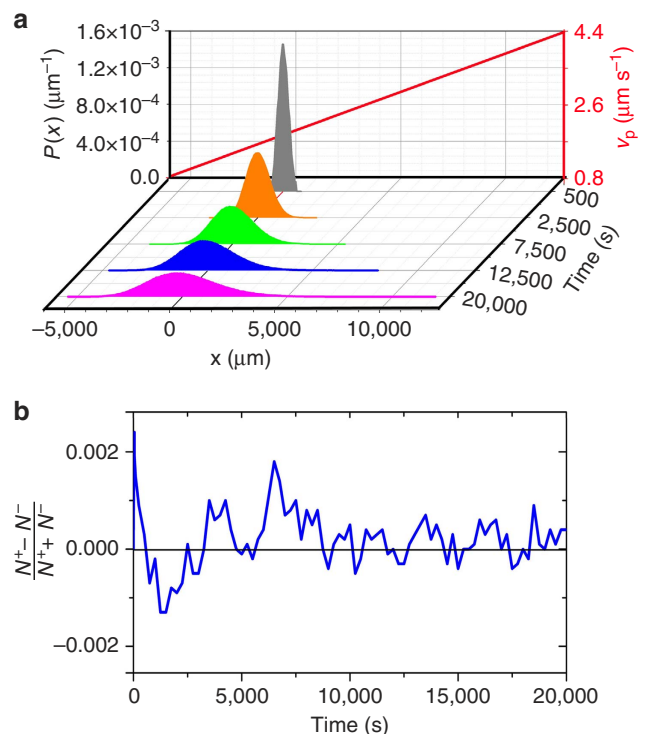 a
1.6×10⁻³
1.2×10⁻³
8.0×10⁻⁴
4.0×10⁻⁴
0.0
P(x) (μm⁻¹)
4.4
2.6
0.8
vₚ (μm s⁻¹)
500
2,500
7,500
12,500
20,000
Time (s)
−5,000 0 5,000 10,000
x (μm)
b
0.002
0.000
−0.002
N⁺− N⁻
N⁺+ N⁻
0 5,000 10,000 15,000 20,000
Time (s)